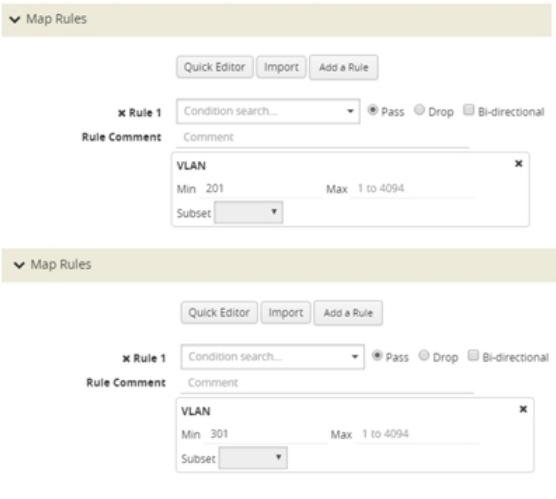 Map Rules
Quick Editor Import Add a Rule
x Rule 1 Condition search... Pass Drop Bi-directional
Rule Comment Comment
VLAN x
Min 201 Max 1 to 4094
Subset
Map Rules
Quick Editor Import Add a Rule
x Rule 1 Condition search... Pass Drop Bi-directional
Rule Comment Comment
VLAN x
Min 301 Max 1 to 4094
Subset